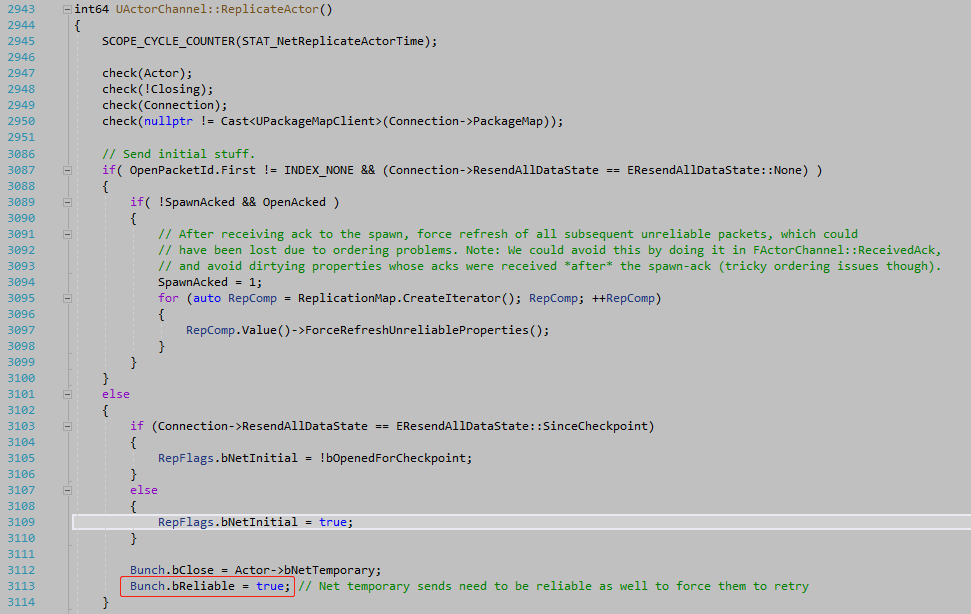 2943 int64 UActorChannel::ReplicateActor()
2944 {
2945 SCOPE_CYCLE_COUNTER(STAT_NetReplicateActorTime);
2946
2947 check(Actor);
2948 check(!Closing);
2949 check(Connection);
2950 check(nullptr != Cast<UPackageMapClient>(Connection->PackageMap));
2951
3086 // Send initial stuff.
3087 if( OpenPacketId.First != INDEX_NONE && (Connection->ResendAllDataState == EResendAllDataState::None) )
3088 {
3089 if( !SpawnAcked && OpenAcked )
3090 {
3091 // After receiving ack to the spawn, force refresh of all subsequent unreliable packets, which could
3092 // have been lost due to ordering problems. Note: We could avoid this by doing it in FActorChannel::ReceivedAck,
3093 // and avoid dirtying properties whose acks were received *after* the spawn-ack (tricky ordering issues though).
3094 SpawnAcked = 1;
3095 for (auto RepComp = ReplicationMap.CreateIterator(); RepComp; ++RepComp)
3096 {
3097 RepComp.Value()->ForceRefreshUnreliableProperties();
3098 }
3099 }
3100 }
3101 else
3102 {
3103 if (Connection->ResendAllDataState == EResendAllDataState::SinceCheckpoint)
3104 {
3105 RepFlags.bNetInitial = !bOpenedForCheckpoint;
3106 }
3107 else
3108 {
3109 RepFlags.bNetInitial = true;
3110 }
3111
3112 Bunch.bClose = Actor->bNetTemporary;
3113 Bunch.bReliable = true; // Net temporary sends need to be reliable as well to force them to retry
3114 }